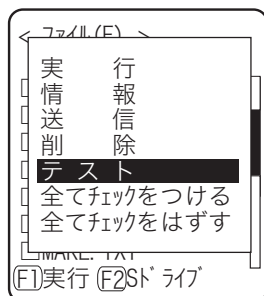 < ファイル(F) >
実 行
情 報
送 信
削 除
テ ス ト
全てﾁｪｯｸをつける
全てﾁｪｯｸをはずす
MAKE. TXT
F1実行 F2Sﾄﾞﾗｲﾌﾞ